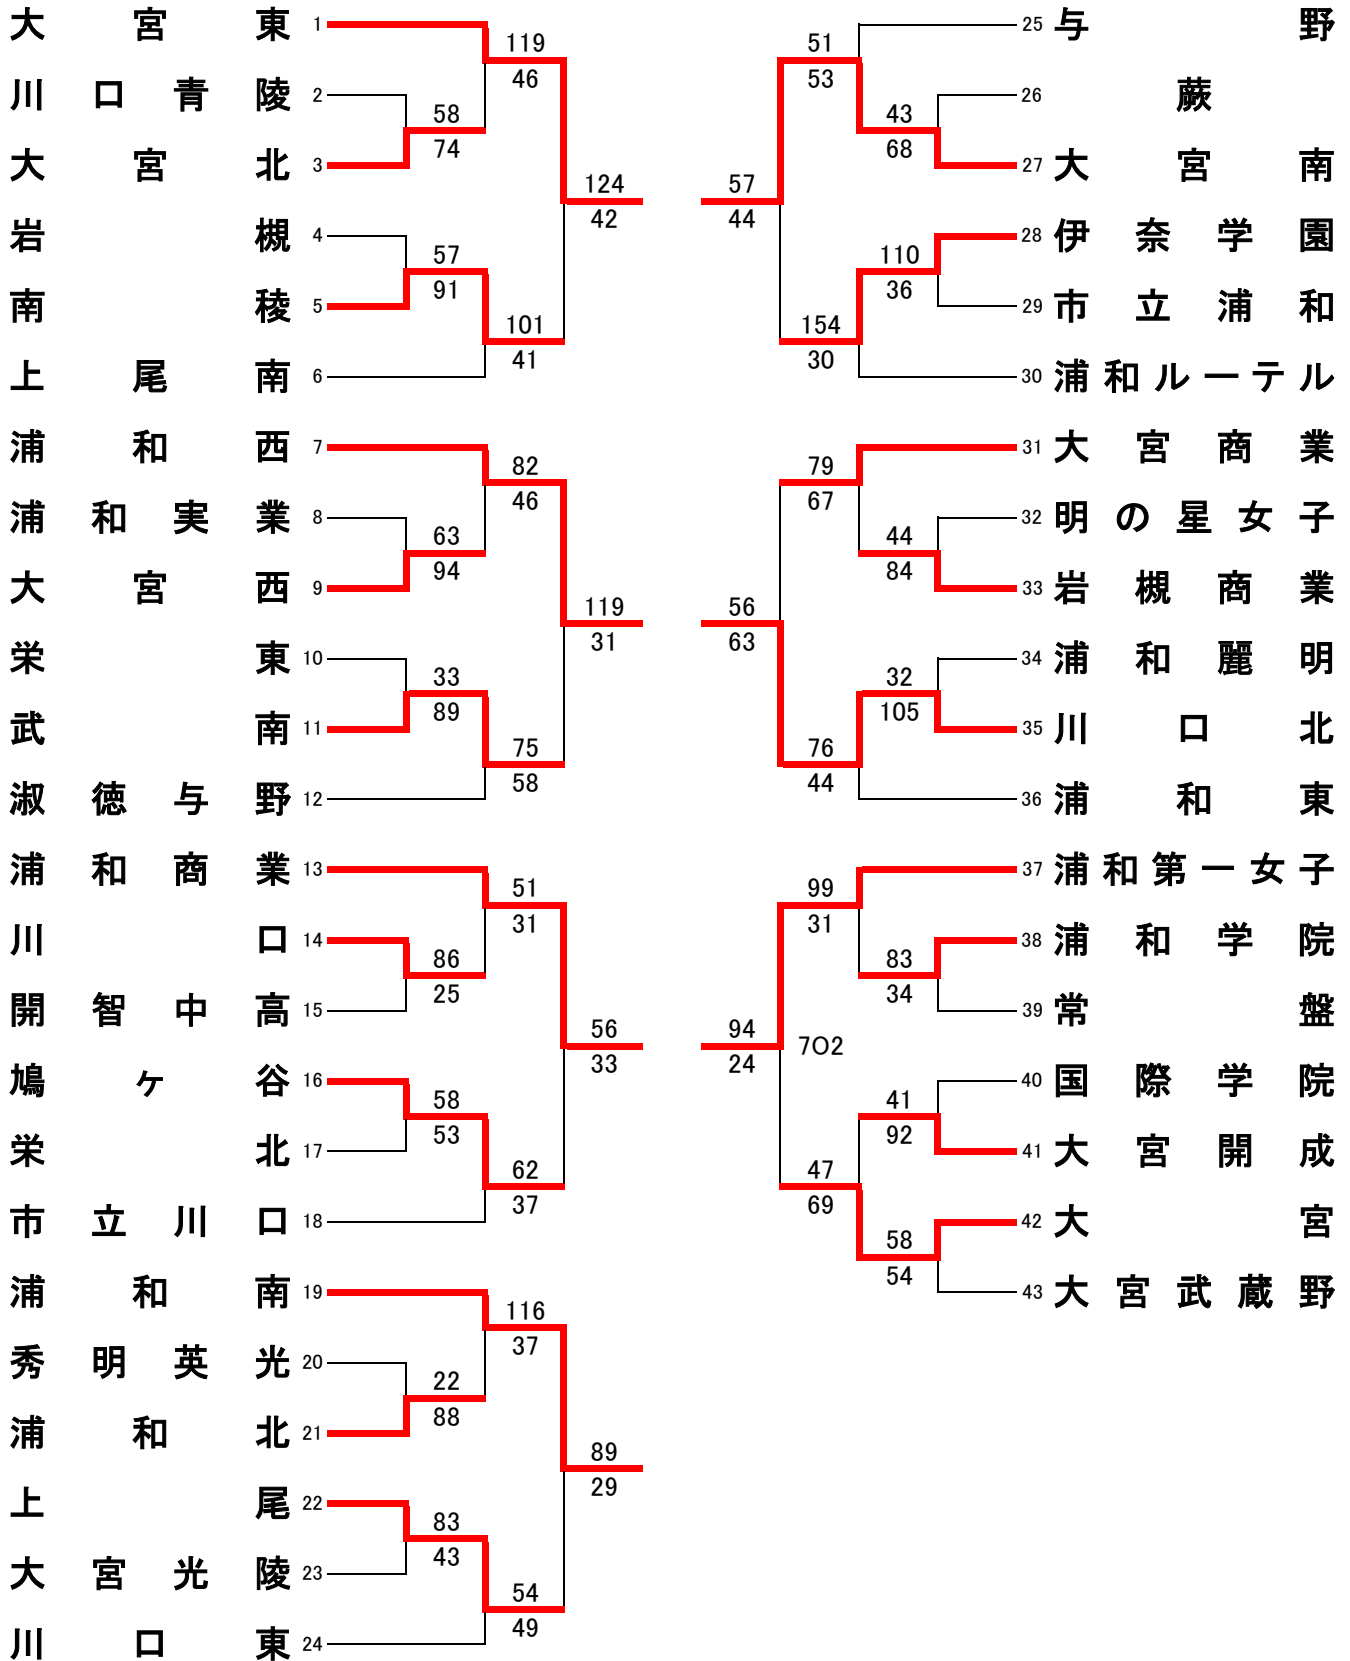 大宮東 1
川口青陵 2
大宮北 3
岩槻 4
南稜 5
上尾南 6
浦和西 7
浦和実業 8
大宮西 9
栄東 10
武南 11
淑徳与野 12
浦和商業 13
川口 14
開智中高 15
鳩ヶ谷 16
栄北 17
市立川口 18
浦和南 19
秀明英光 20
浦和北 21
上尾 22
大宮光陵 23
川口東 24
58
74
57
91
63
94
33
89
86
25
58
53
22
88
83
43
119
46
101
41
82
46
75
58
51
31
62
37
116
37
54
49
124
42
119
31
56
33
89
29
57
44
56
63
94
24
7O2
51
53
154
30
79
67
76
44
99
31
47
69
43
68
110
36
44
84
32
105
83
34
41
92
58
54
25 与野
26 蕨
27 大宮南
28 伊奈学園
29 市立浦和
30 浦和ルーテル
31 大宮商業
32 明の星女子
33 岩槻商業
34 浦和麗明
35 川口北
36 浦和東
37 浦和第一女子
38 浦和学院
39 常盤
40 国際学院
41 大宮開成
42 大宮
43 大宮武蔵野